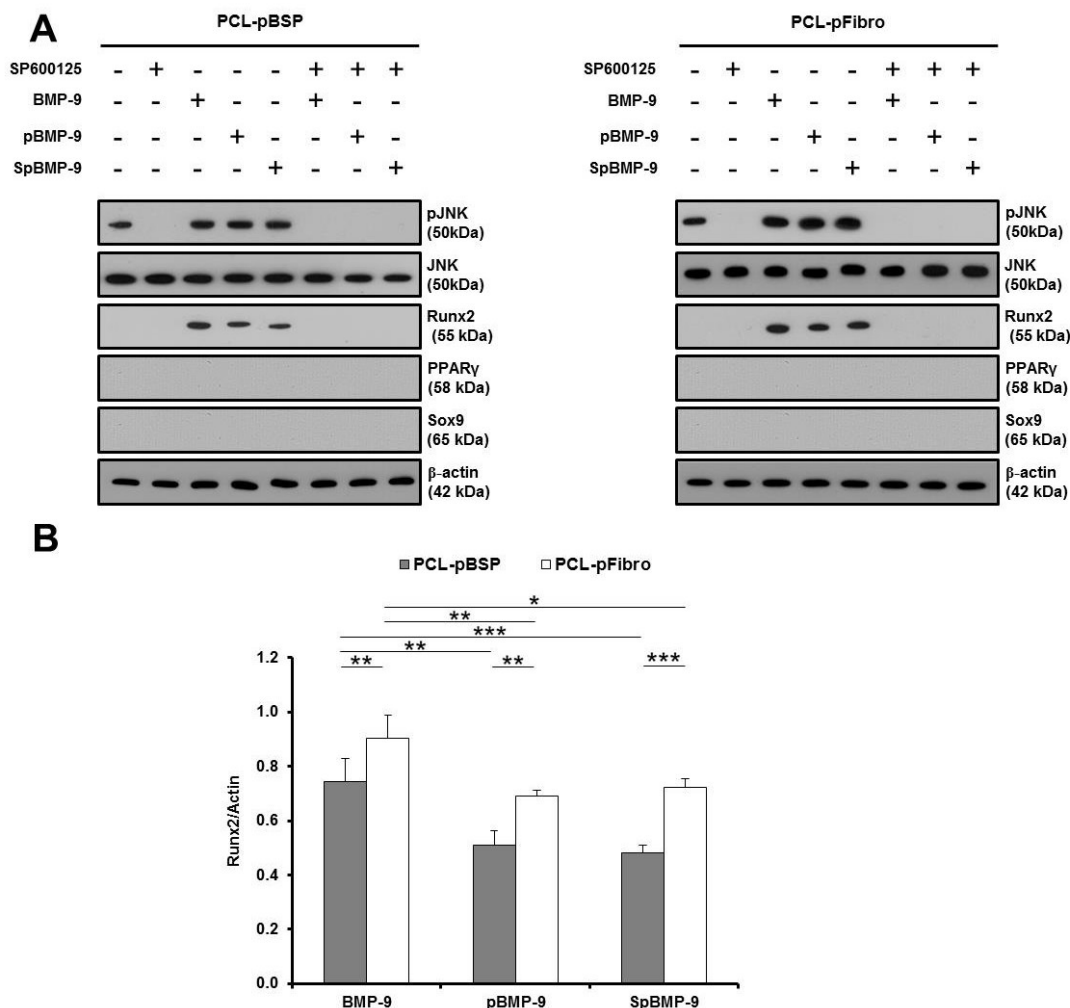 A
PCL-pBSP
SP600125 - + - - - + + +
BMP-9 - - + - - + - -
pBMP-9 - - - + - - + -
SpBMP-9 - - - - + - - +
pJNK
(50kDa)
JNK
(50kDa)
Runx2
(55 kDa)
PPARγ
(58 kDa)
Sox9
(65 kDa)
β-actin
(42 kDa)
PCL-pFibro
SP600125 - + - - - + + +
BMP-9 - - + - - + - -
pBMP-9 - - - + - - + -
SpBMP-9 - - - - + - - +
pJNK
(50kDa)
JNK
(50kDa)
Runx2
(55 kDa)
PPARγ
(58 kDa)
Sox9
(65 kDa)
β-actin
(42 kDa)
B
PCL-pBSP PCL-pFibro
*
**
***
**
** ** ***
Runx2/Actin
1.2
1.0
0.8
0.6
0.4
0.2
0.0
BMP-9 pBMP-9 SpBMP-9